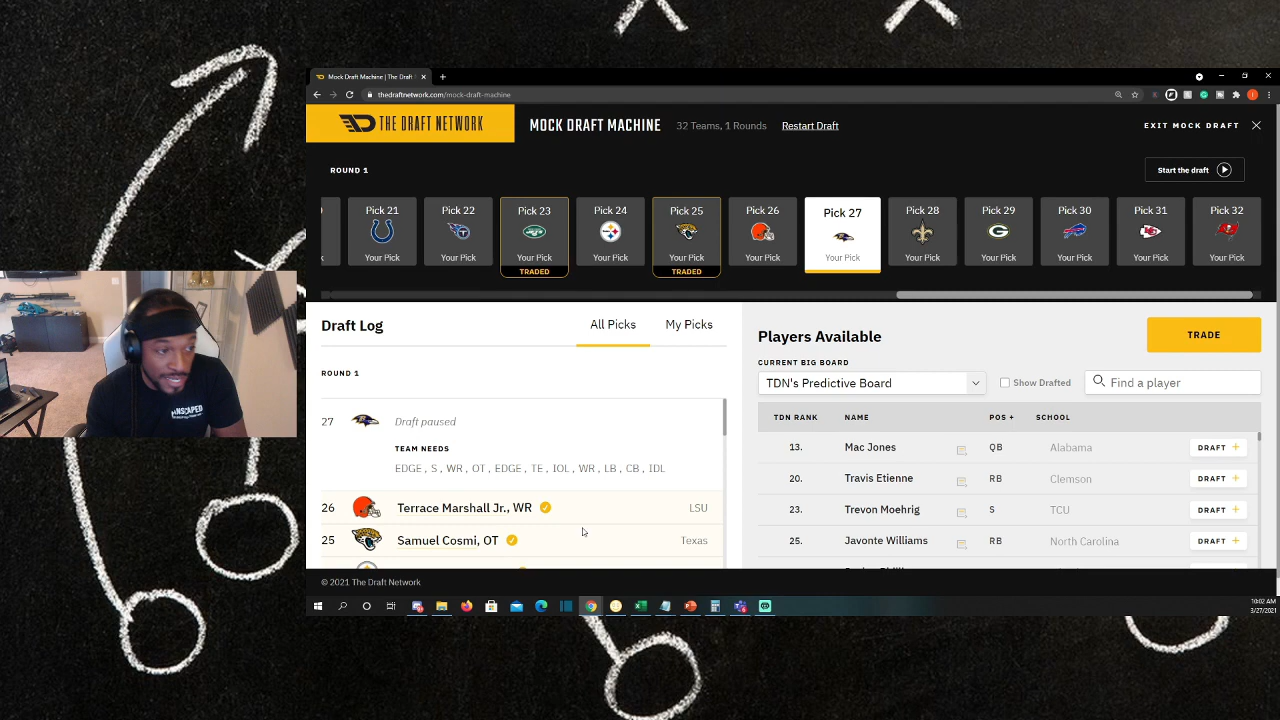 Mock Draft Machine | The Draft
thedraftnetwork.com/mock-draft-machine
THE DRAFT NETWORK
MOCK DRAFT MACHINE
32 Teams, 1 Rounds
Restart Draft
EXIT MOCK DRAFT
ROUND 1
Start the draft
Pick 21 Pick 22 Pick 23 Pick 24 Pick 25 Pick 26 Pick 27 Pick 28 Pick 29 Pick 30 Pick 31 Pick 32
Your Pick Your Pick Your Pick Your Pick Your Pick Your Pick Your Pick Your Pick Your Pick Your Pick Your Pick Your Pick
TRADED TRADED
Draft Log
All Picks
My Picks
ROUND 1
27 Draft paused
TEAM NEEDS
EDGE , S , WR , OT , EDGE , TE , IOL , WR , LB , CB , IDL
26 Terrace Marshall Jr., WR LSU
25 Samuel Cosmi, OT Texas
Players Available
TRADE
CURRENT BIG BOARD
TDN's Predictive Board
Show Drafted
Find a player
TDN RANK NAME POS + SCHOOL
13. Mac Jones QB Alabama DRAFT +
20. Travis Etienne RB Clemson DRAFT +
23. Trevon Moehrig S TCU DRAFT +
25. Javonte Williams RB North Carolina DRAFT +
© 2021 The Draft Network
10:02 AM
3/27/2021
MANSCAPED